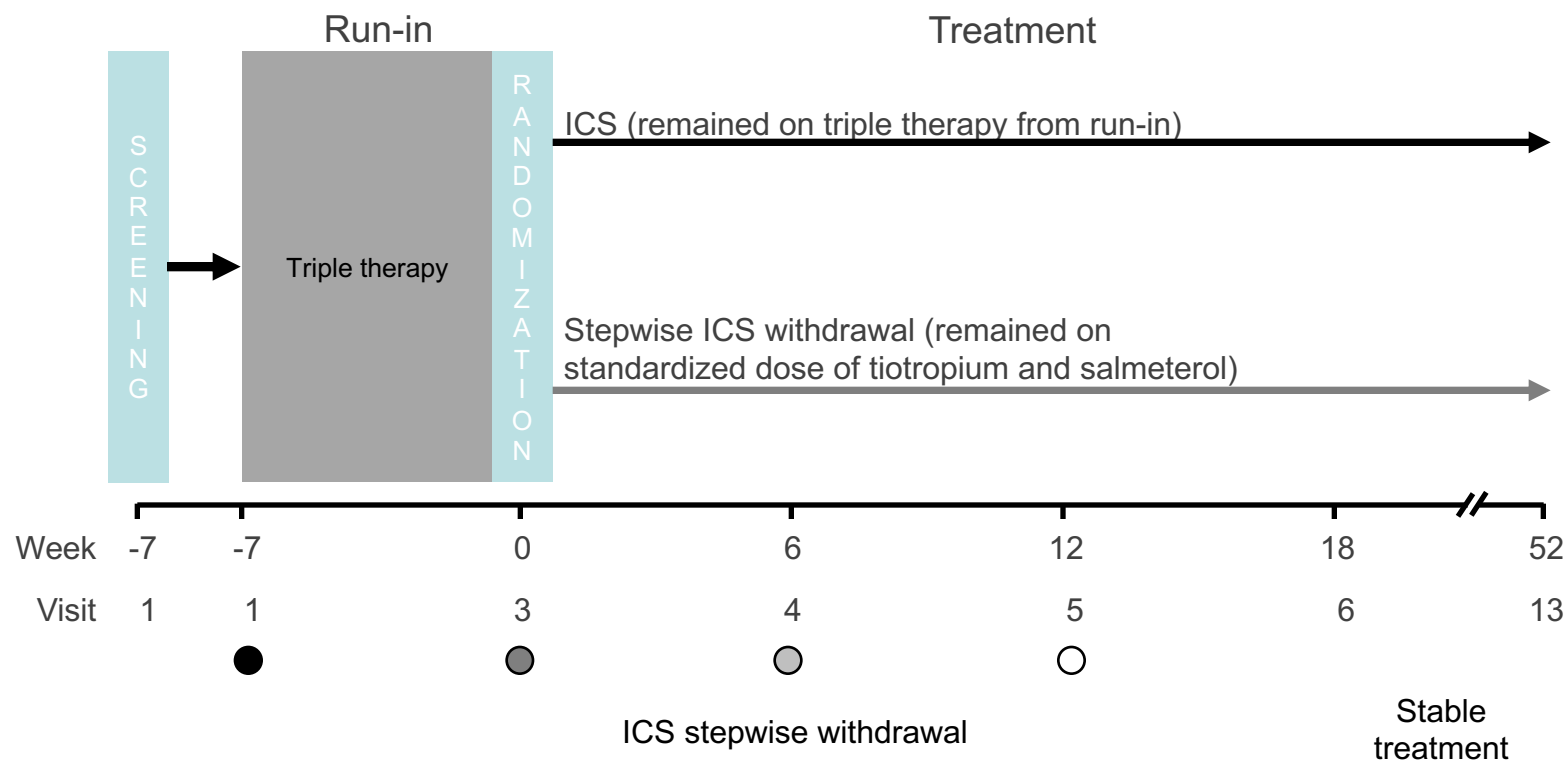 Run-in
Treatment
SCREENING
Triple therapy
RANDOMIZATION
ICS (remained on triple therapy from run-in)
Stepwise ICS withdrawal (remained on
standardized dose of tiotropium and salmeterol)
Week -7 -7 0 6 12 18 52
Visit 1 1 3 4 5 6 13
ICS stepwise withdrawal
Stable
treatment